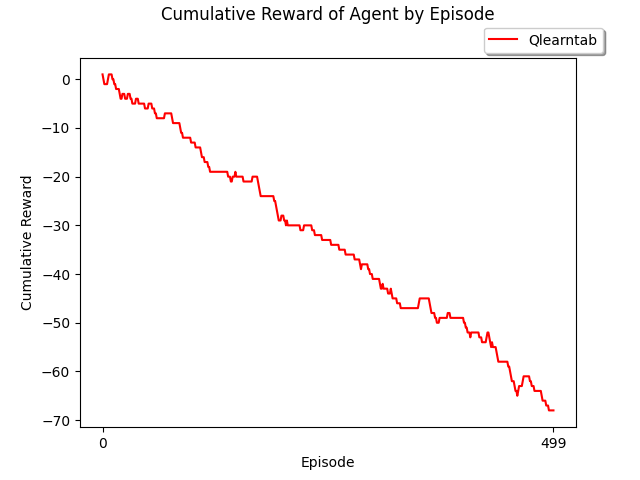 Cumulative Reward of Agent by Episode
Qlearntab
0
−10
−20
−30
−40
−50
−60
−70
Cumulative Reward
0
499
Episode